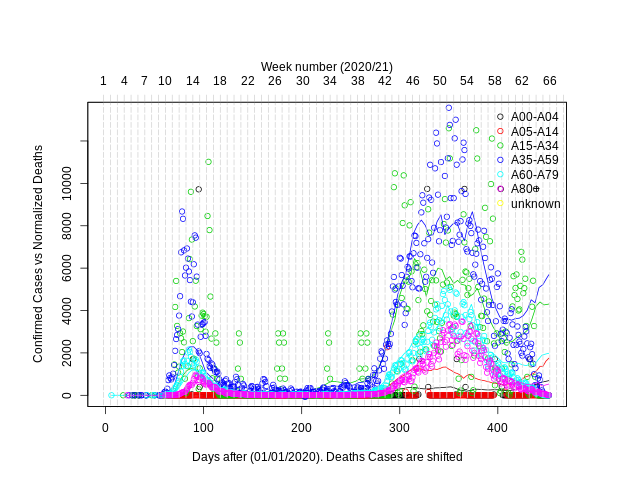 Week number (2020/21)
1 4 7 10 14 18 22 26 30 34 38 42 46 50 54 58 62 66
A00-A04
A05-A14
A15-A34
A35-A59
A60-A79
A80+
unknown
Confirmed Cases vs Normalized Deaths
0 2000 4000 6000 8000 10000
0 100 200 300 400
Days after (01/01/2020). Deaths Cases are shifted